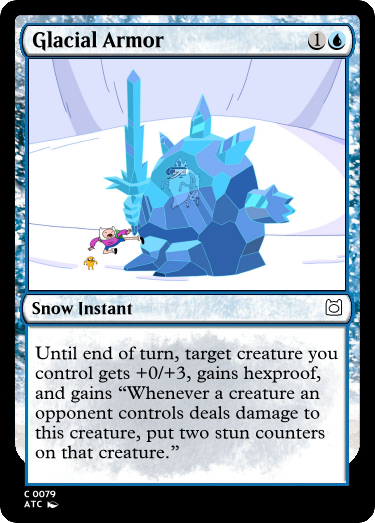 Glacial Armor 1
Snow Instant
Until end of turn, target creature you
control gets +0/+3, gains hexproof,
and gains “Whenever a creature an
opponent controls deals damage to
this creature, put two stun counters
on that creature.”
C 0079
ATC